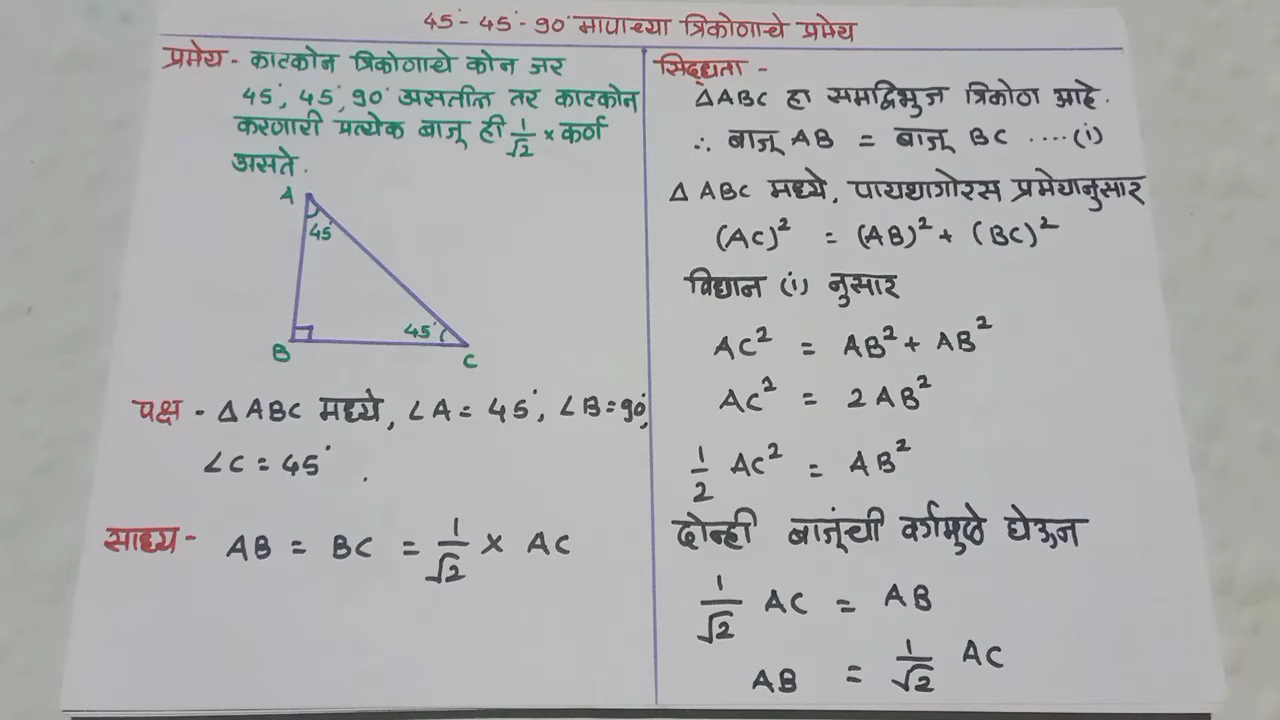 45°- 45°- 90° मापाच्या त्रिकोणाचे प्रमेय
प्रमेय - काटकोन त्रिकोणाचे कोन जर
45°, 45°, 90° असतील तर काटकोन
करणारी प्रत्येक बाजू ही 1/√2 × कर्ण
असते.
A
45°
45°
B
C
पक्ष - △ ABC मध्ये, ∠A = 45°, ∠B = 90°,
∠C = 45° .
साध्य - AB = BC = 1/√2 × AC
सिद्धता -
△ABC हा समद्विभुज त्रिकोण आहे.
∴ बाजू AB = बाजू BC ....(i)
△ ABC मध्ये, पायथागोरस प्रमेयानुसार
(AC)² = (AB)² + (BC)²
विधान (i) नुसार
AC² = AB² + AB²
AC² = 2AB²
1/2 AC² = AB²
दोन्ही बाजूंची वर्गमुळे घेऊन
1/√2 AC = AB
AB = 1/√2 AC